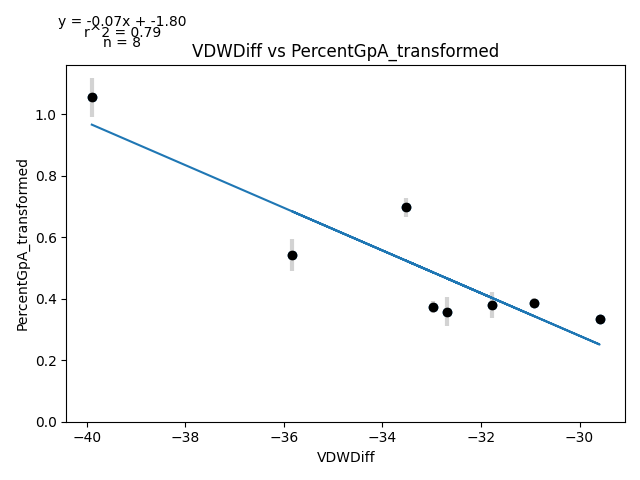 y = -0.07x + -1.80
r^2 = 0.79
n = 8
VDWDiff vs PercentGpA_transformed
PercentGpA_transformed
1.0
0.8
0.6
0.4
0.2
0.0
−40
−38
−36
−34
−32
−30
VDWDiff